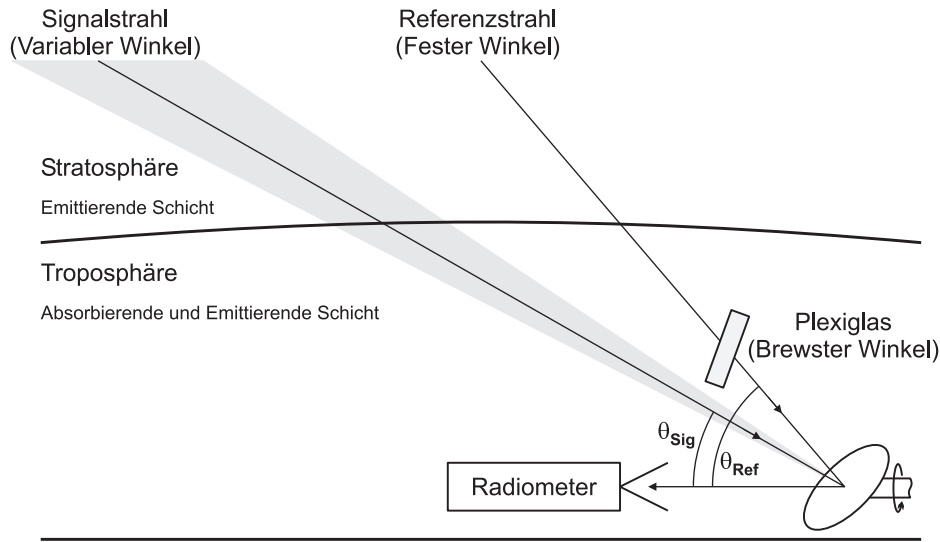 Signalstrahl
(Variabler Winkel)
Referenzstrahl
(Fester Winkel)
Stratosphäre
Emittierende Schicht
Troposphäre
Absorbierende und Emittierende Schicht
Plexiglas
(Brewster Winkel)
θSig
θRef
Radiometer